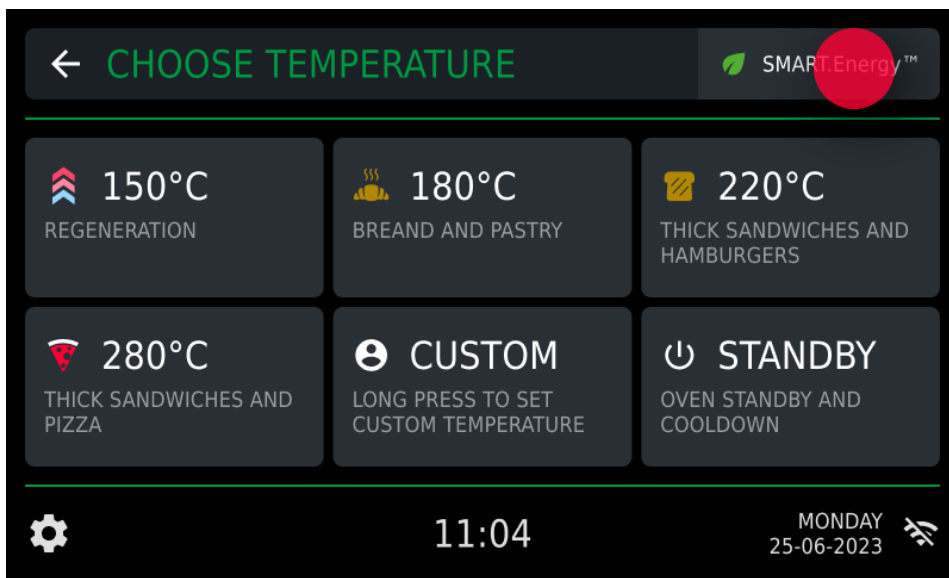 CHOOSE TEMPERATURE
SMART.Energy™
150°C
REGENERATION
180°C
BREAND AND PASTRY
220°C
THICK SANDWICHES AND
HAMBURGERS
280°C
THICK SANDWICHES AND
PIZZA
CUSTOM
LONG PRESS TO SET
CUSTOM TEMPERATURE
STANDBY
OVEN STANDBY AND
COOLDOWN
11:04
MONDAY
25-06-2023